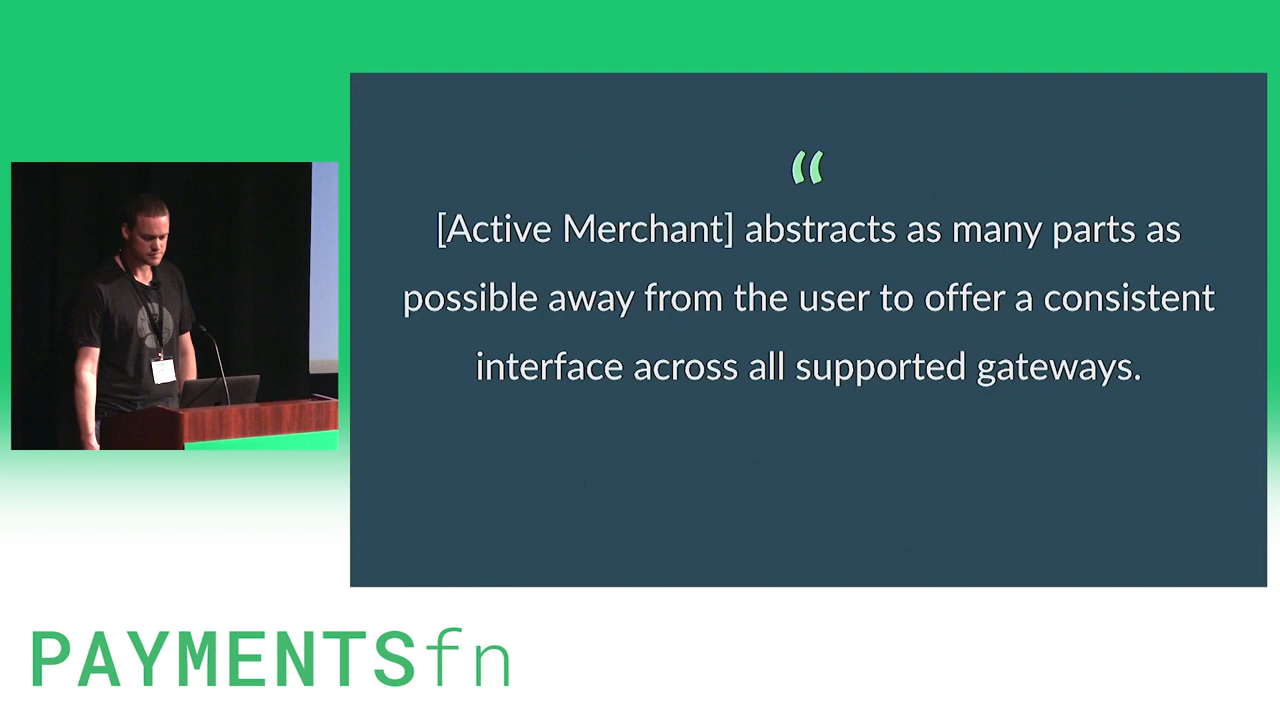 “
[Active Merchant] abstracts as many parts as
possible away from the user to offer a consistent
interface across all supported gateways.
PAYMENTSfn